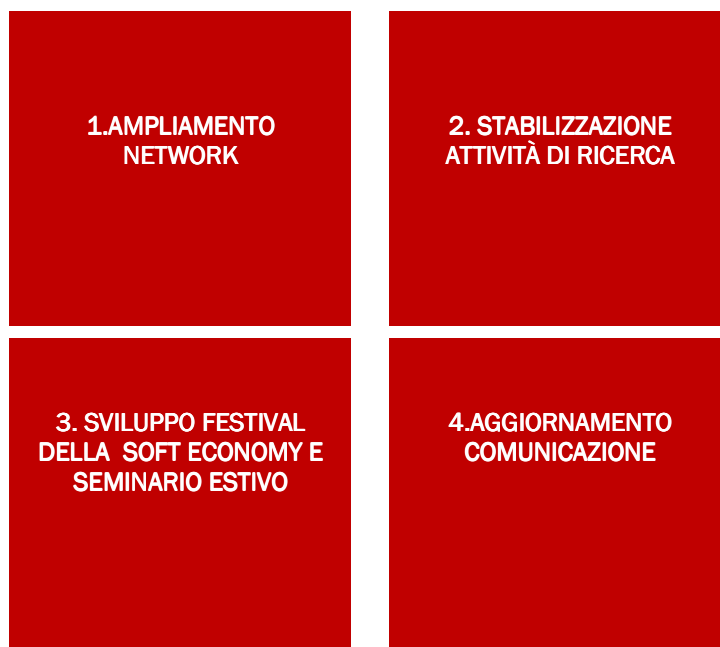 1.AMPLIAMENTO
NETWORK
2. STABILIZZAZIONE
ATTIVITÀ DI RICERCA
3. SVILUPPO FESTIVAL
DELLA  SOFT ECONOMY E
SEMINARIO ESTIVO
4.AGGIORNAMENTO
COMUNICAZIONE